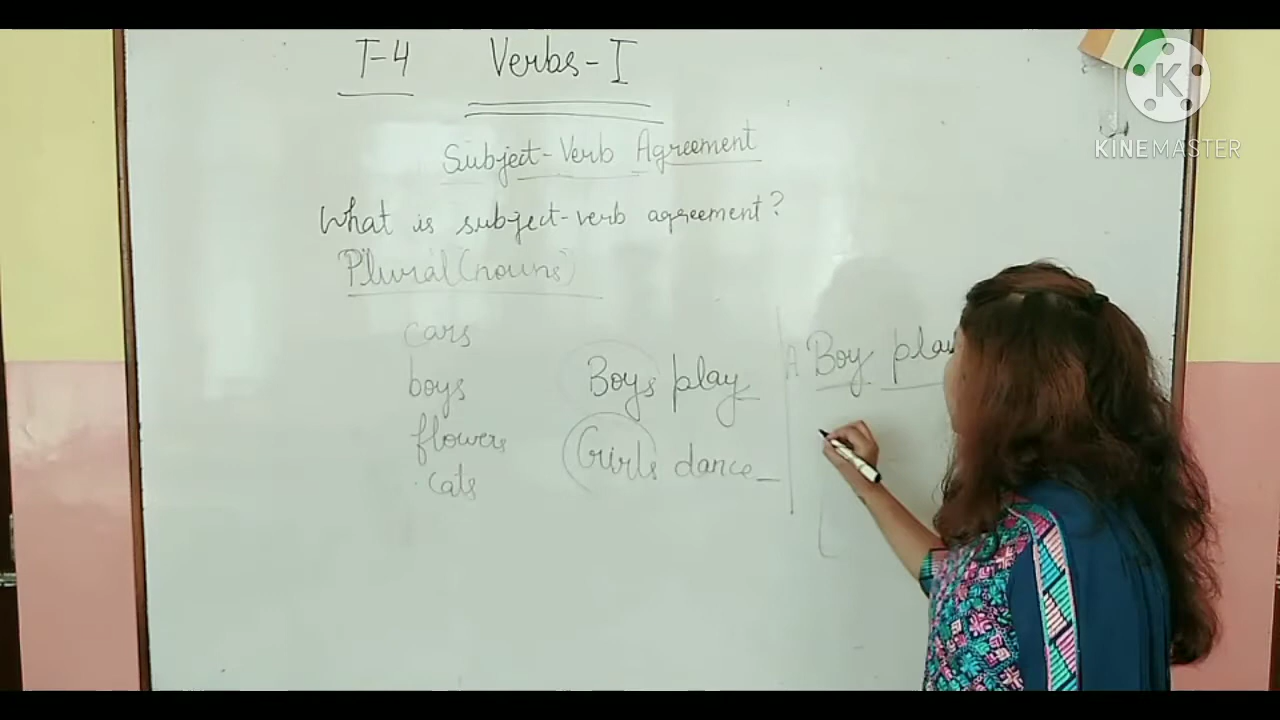 T-4 Verbs-I
Subject-Verb Agreement
What is subject-verb agreement?
Plural (nouns)
cars
boys
flowers
cats
Boys play
Girls dance
A Boy
KINEMASTER